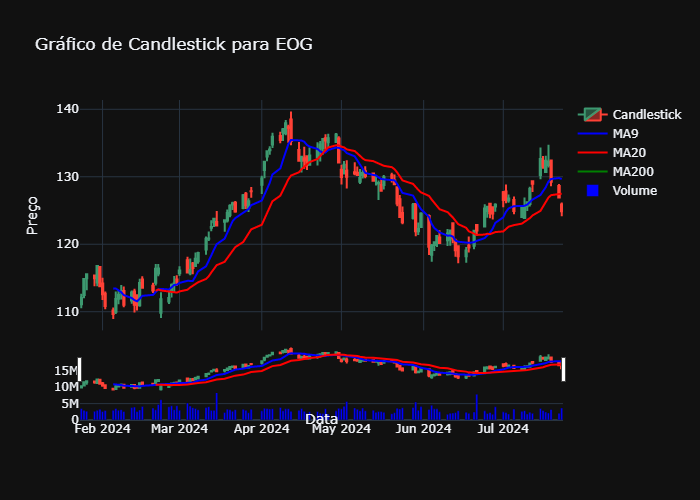 Gráfico de Candlestick para EOG
140
130
120
110
Preço
Candlestick
MA9
MA20
MA200
Volume
15M
10M
5M
0
Data
Feb 2024
Mar 2024
Apr 2024
May 2024
Jun 2024
Jul 2024